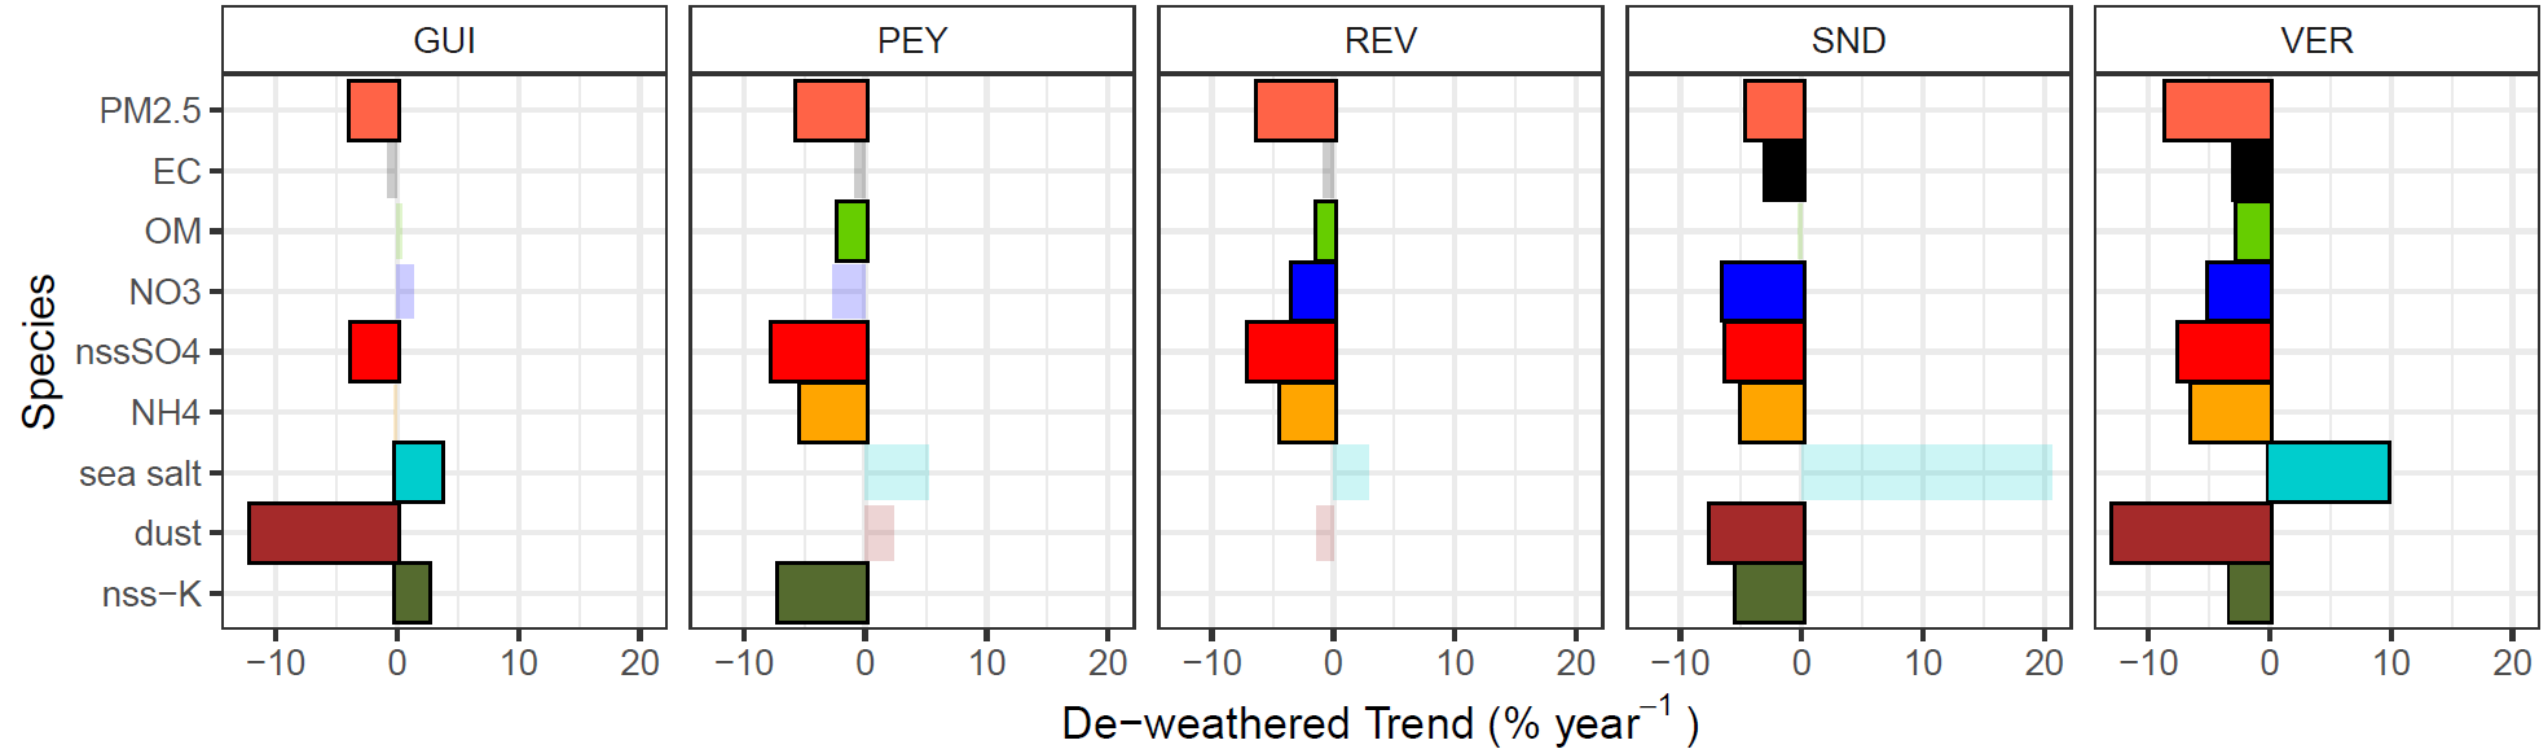 GUI PEY REV SND VER
PM2.5
EC
OM
NO3
nssSO4
NH4
sea salt
dust
nss−K
Species
−10 0 10 20 −10 0 10 20 −10 0 10 20 −10 0 10 20 −10 0 10 20
De−weathered Trend (% year⁻¹ )